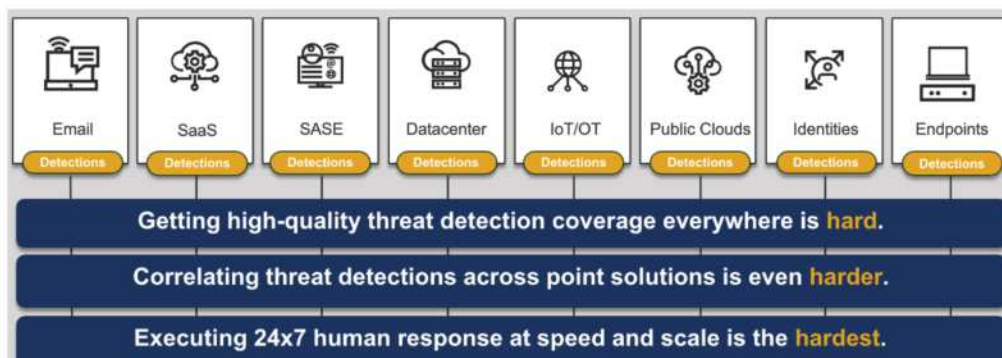 Email SaaS SASE Datacenter IoT/OT Public Clouds Identities Endpoints
Detections Detections Detections Detections Detections Detections Detections Detections
Getting high-quality threat detection coverage everywhere is hard.
Correlating threat detections across point solutions is even harder.
Executing 24x7 human response at speed and scale is the hardest.